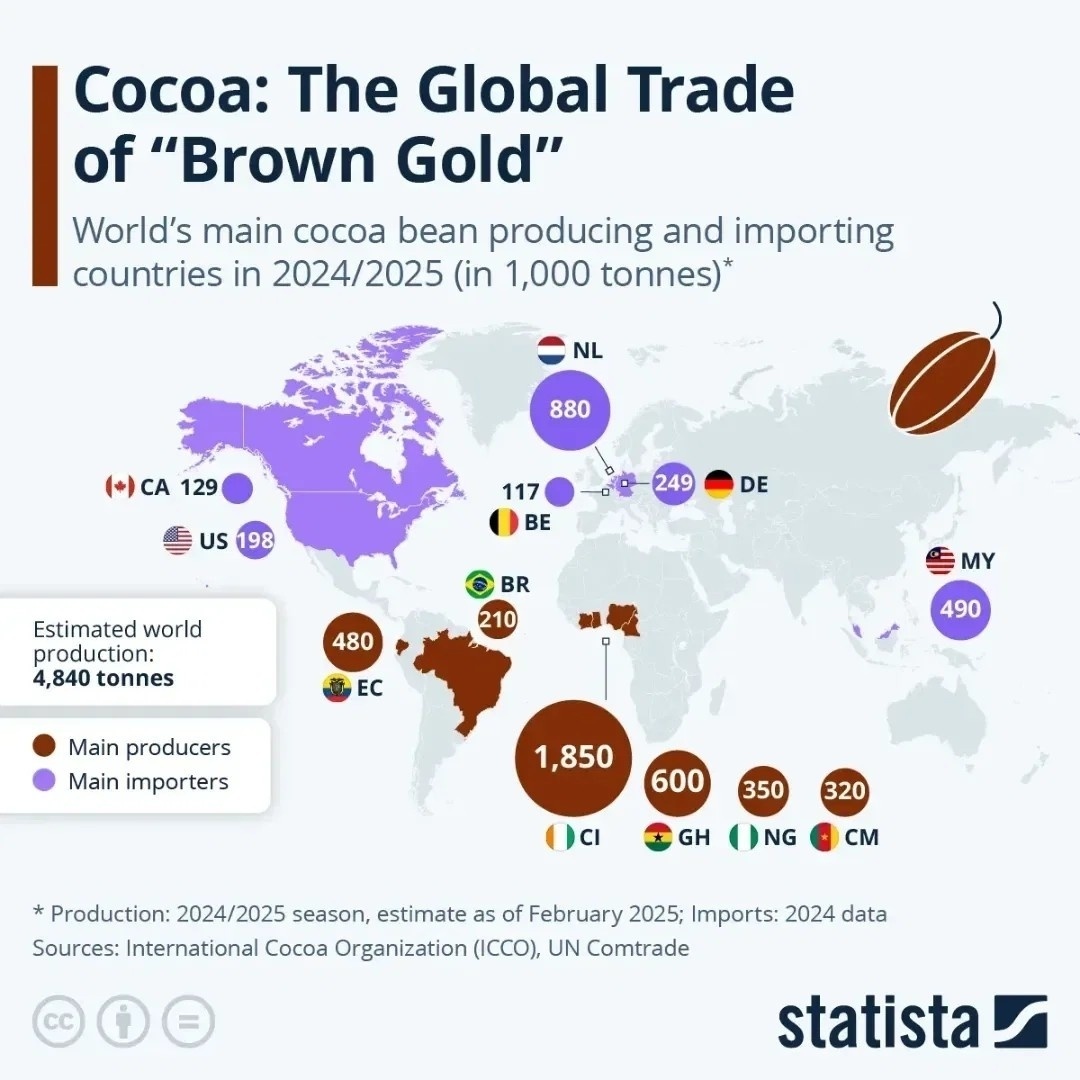 Cocoa: The Global Trade
of “Brown Gold”
World’s main cocoa bean producing and importing
countries in 2024/2025 (in 1,000 tonnes)*
NL
880
CA 129
117
249 DE
BE
US 198
MY
490
BR
210
480
EC
Estimated world
production:
4,840 tonnes
Main producers
Main importers
1,850
600
350
320
CI
GH
NG
CM
* Production: 2024/2025 season, estimate as of February 2025; Imports: 2024 data
Sources: International Cocoa Organization (ICCO), UN Comtrade
cc
statista